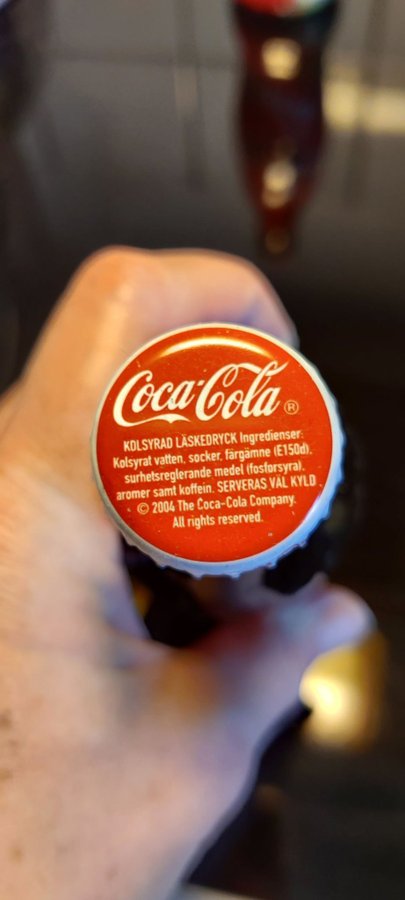 Coca-Cola ®
KOLSYRAD LÄSKEDRYCK Ingredienser:
Kolsyrat vatten, socker, färgämne (E150d),
surhetsreglerande medel (fosforsyra),
aromer samt koffein. SERVERAS VÄL KYLD
© 2004 The Coca-Cola Company.
All rights reserved.